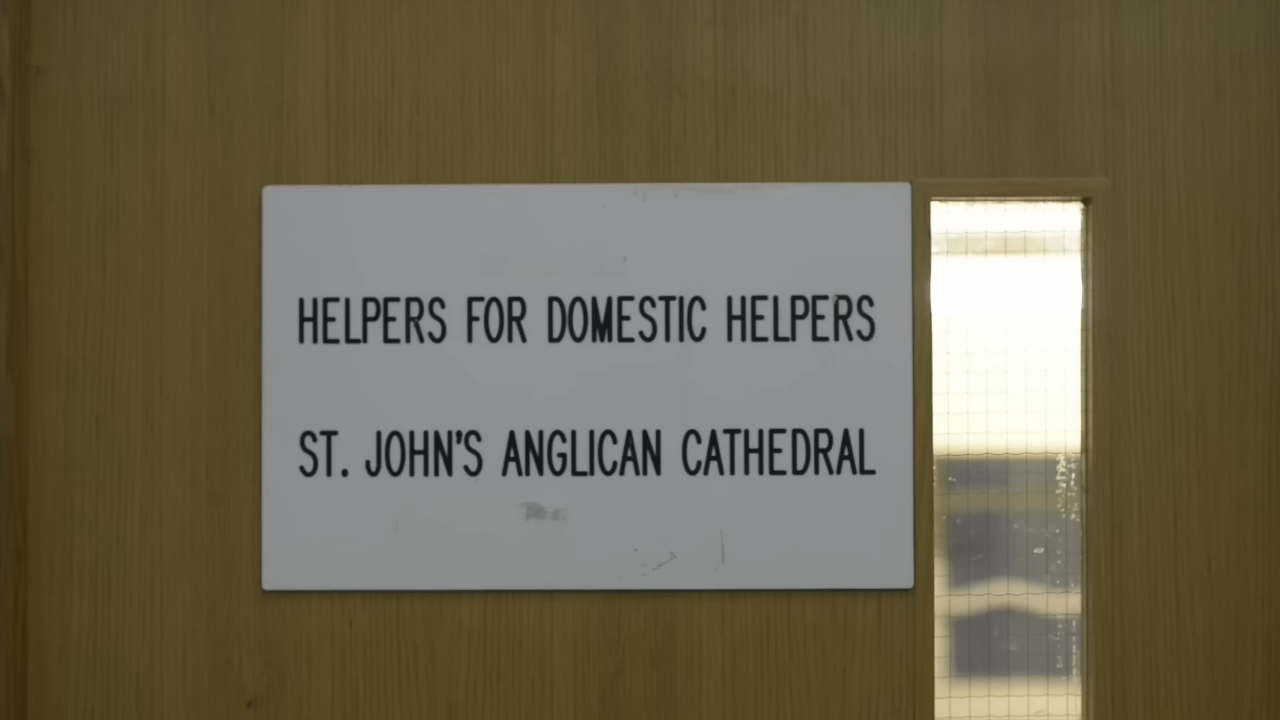 HELPERS FOR DOMESTIC HELPERS
ST. JOHN'S ANGLICAN CATHEDRAL